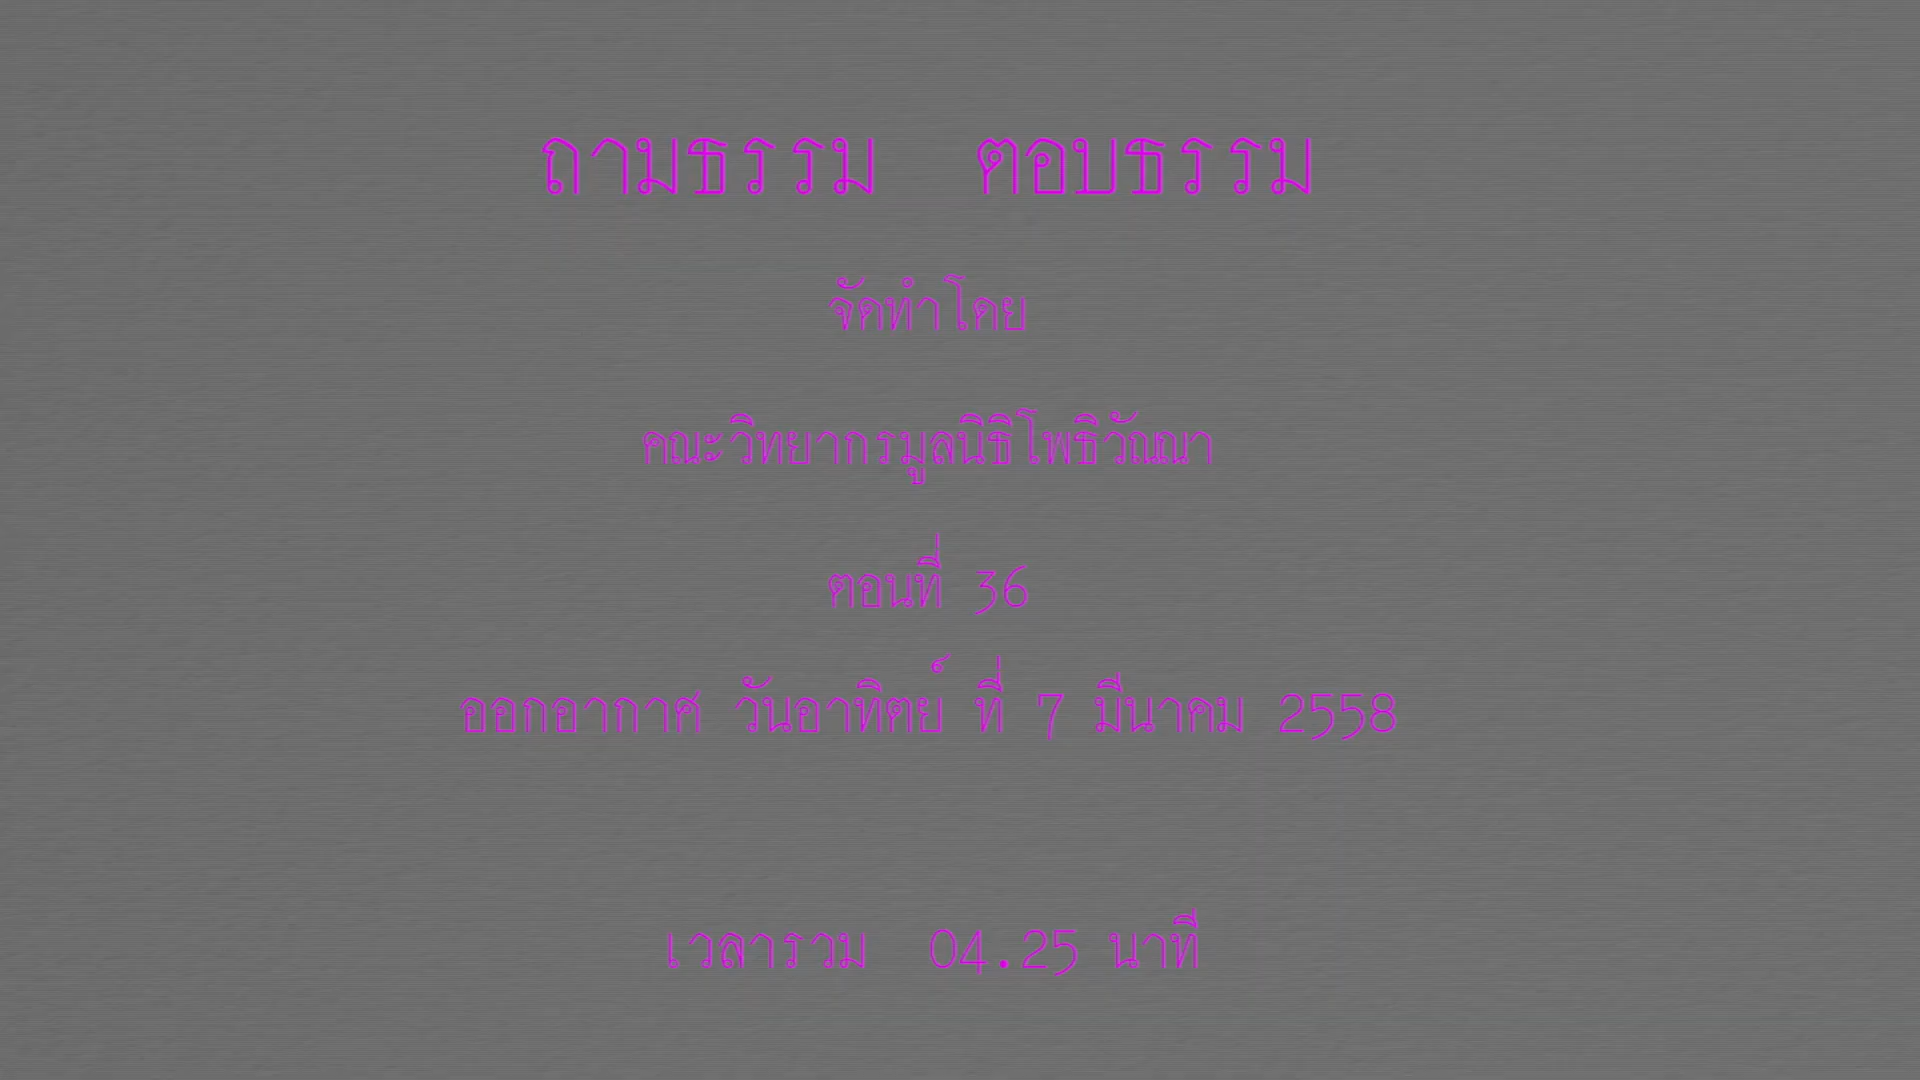 ถามธรรม ตอบธรรม
จัดทำโดย
คณะวิทยากรมูลนิธิโพธิวัณณา
ตอนที่ 36
ออกอากาศ วันอาทิตย์ ที่ 7 มีนาคม 2558
เวลารวม 04.25 นาที